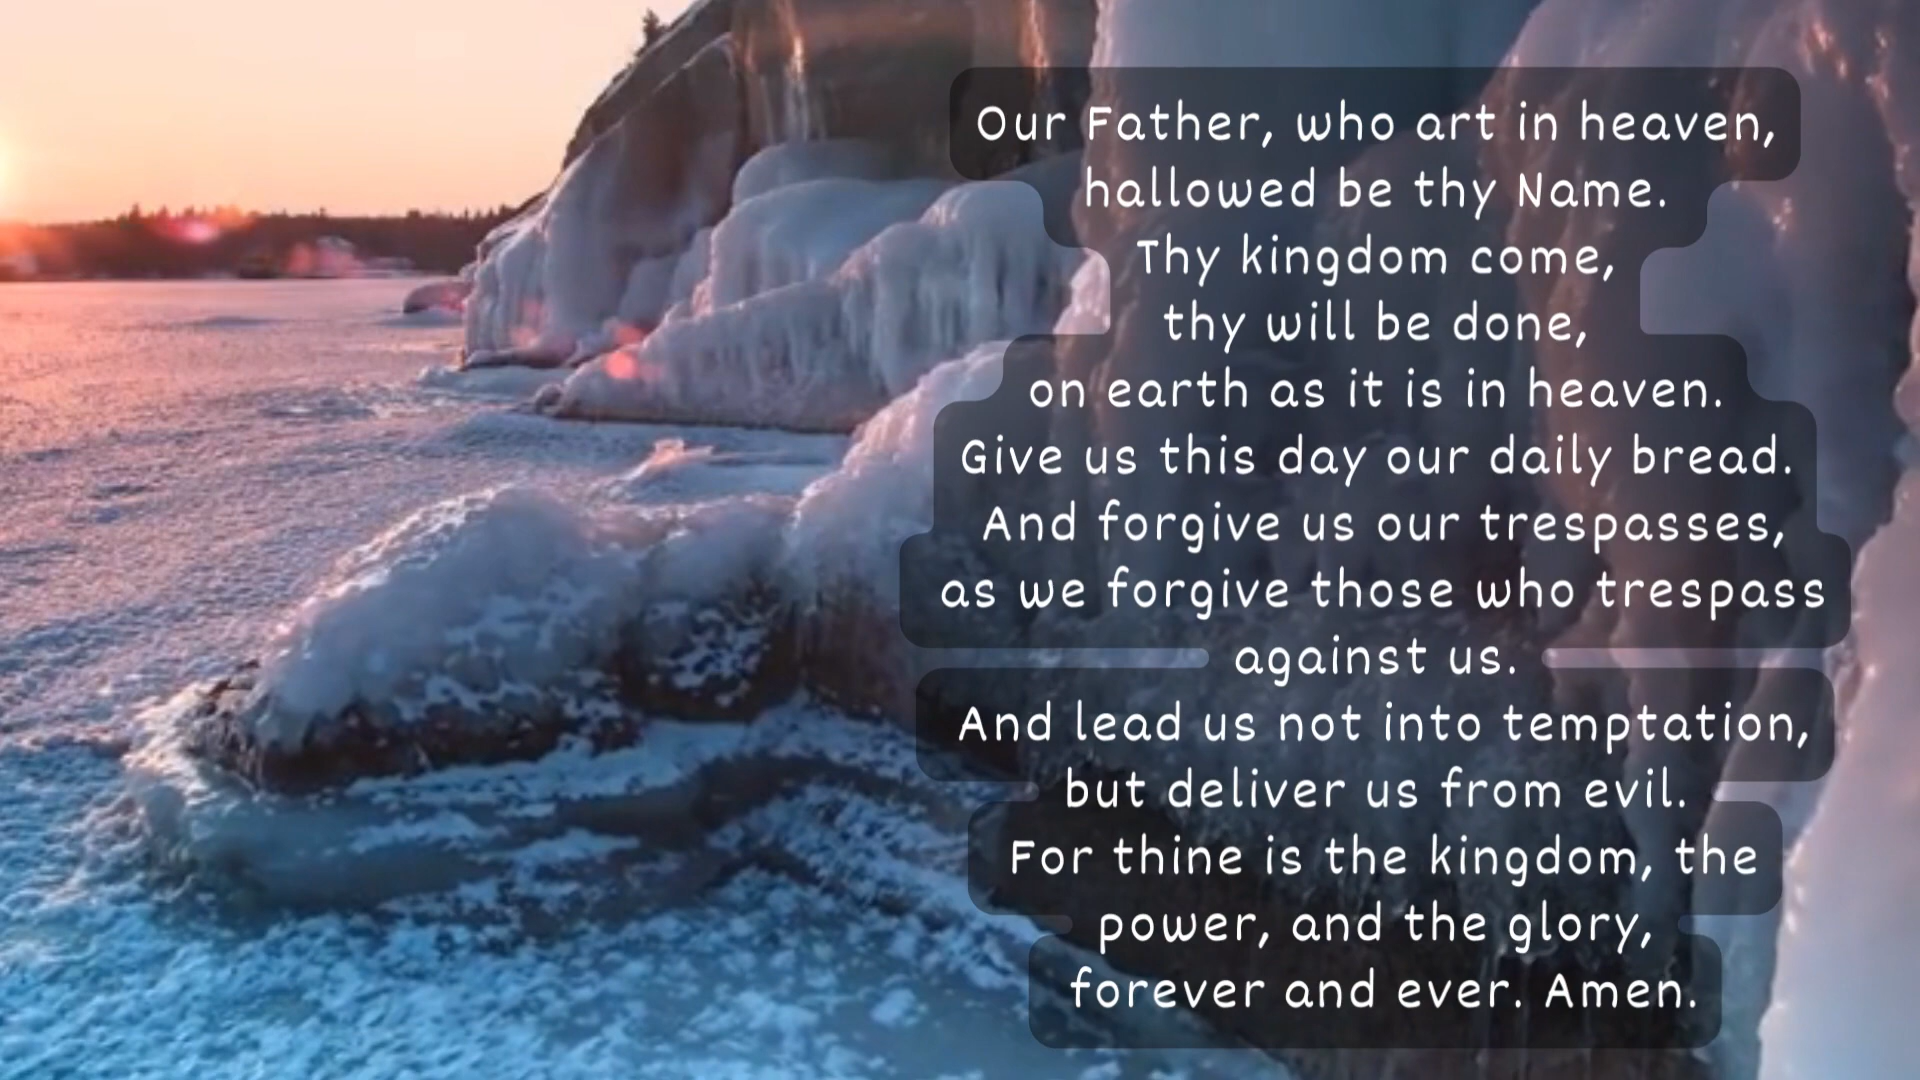 Our Father, who art in heaven,
hallowed be thy Name.
Thy kingdom come,
thy will be done,
on earth as it is in heaven.
Give us this day our daily bread.
And forgive us our trespasses,
as we forgive those who trespass
against us.
And lead us not into temptation,
but deliver us from evil.
For thine is the kingdom, the
power, and the glory,
forever and ever. Amen.